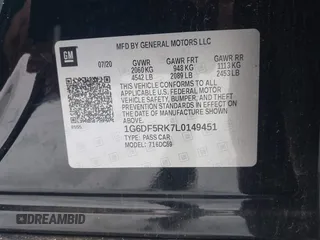 MFD BY GENERAL MOTORS LLC
GM
07/20 GVWR GAWR FRT GAWR RR
2060 KG 948 KG 1113 KG
4542 LB 2089 LB 2453 LB
THIS VEHICLE CONFORMS TO ALL
APPLICABLE U.S. FEDERAL MOTOR
VEHICLE SAFETY, BUMPER, AND THEFT
PREVENTION STANDARDS IN EFFECT
ON THE DATE OF MANUFACTURE
SHOWN ABOVE.
1G6DF5RK7L0149451
TYPE: PASS CAR
MODEL: 716DC69
DREAMBID